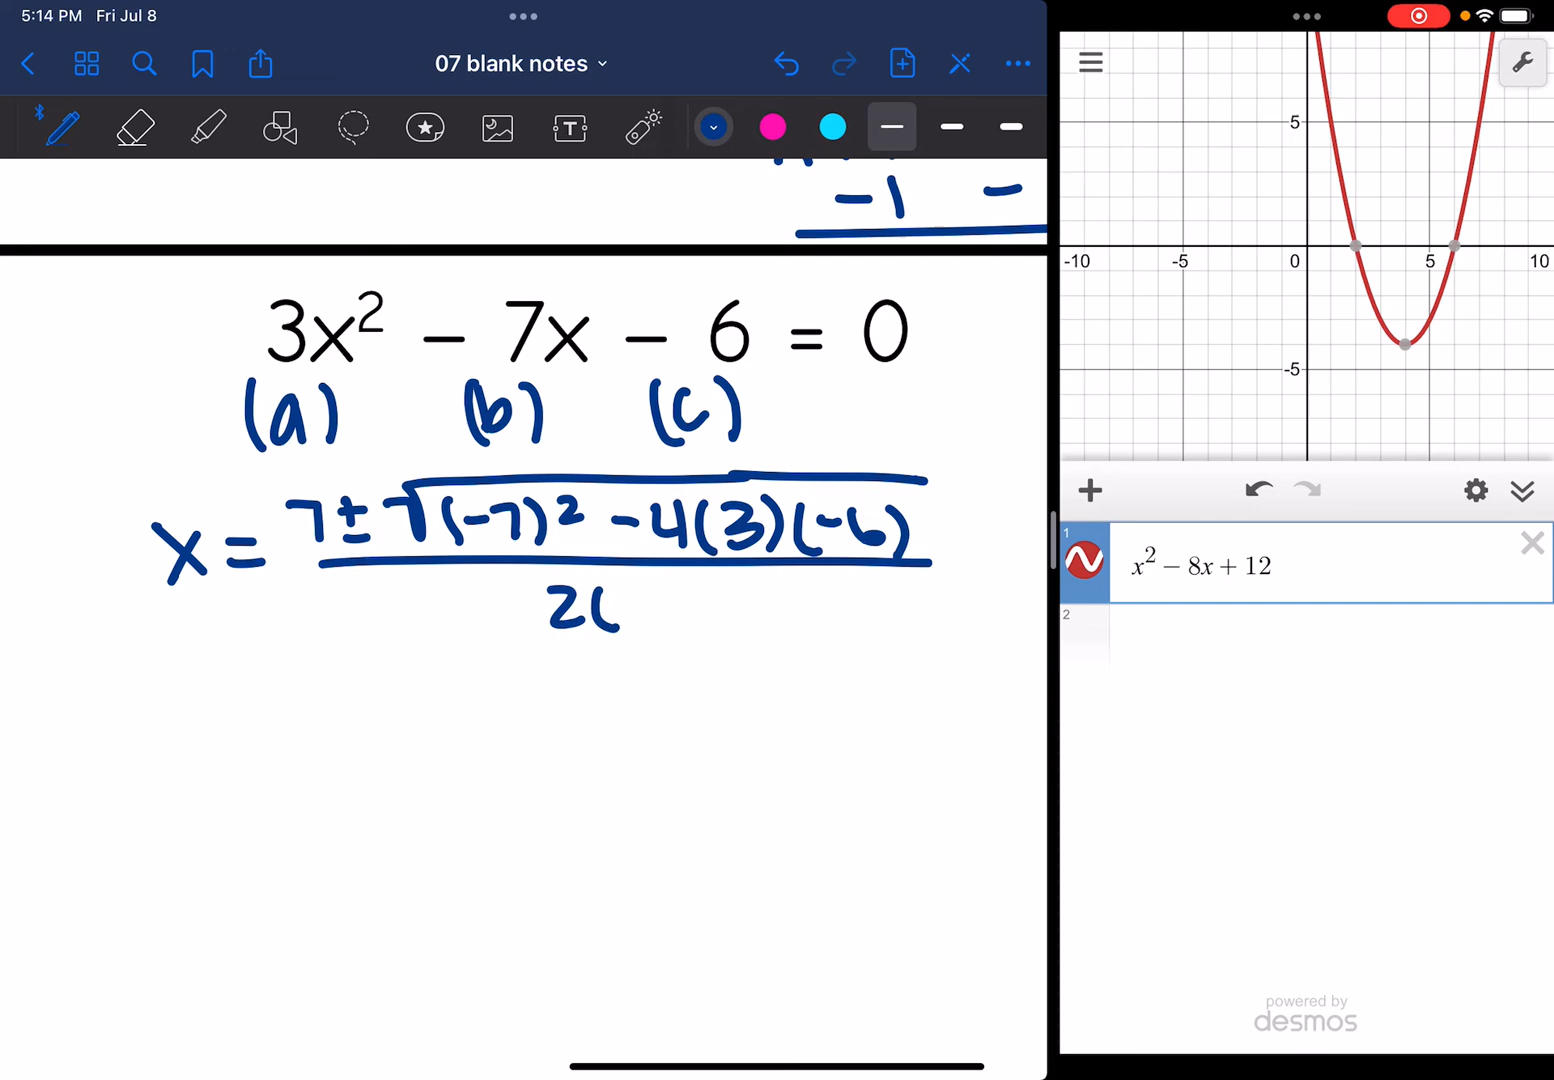 5:14 PM Fri Jul 8
07 blank notes
T
-1 -
3x² - 7x - 6 = 0
(a) (b) (c)
x = 7 ± √(-7)² - 4(3)(-6)
2(
5
-10 -5 0 5 10
-5
1
x² - 8x + 12
2
powered by
desmos